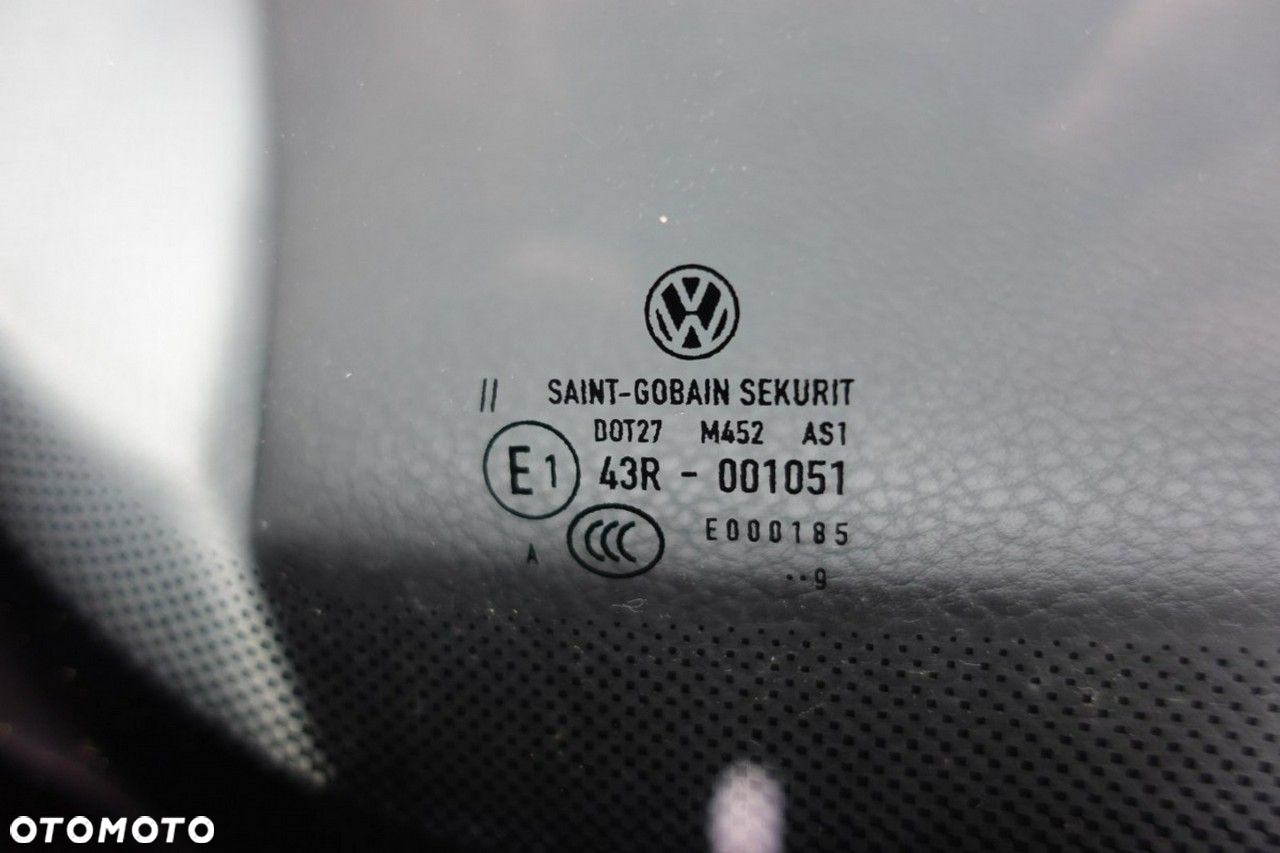 // SAINT-GOBAIN SEKURIT
DOT27 M452 AS1
E1 43R - 001051
CCC E000185
A ··9
OTOMOTO